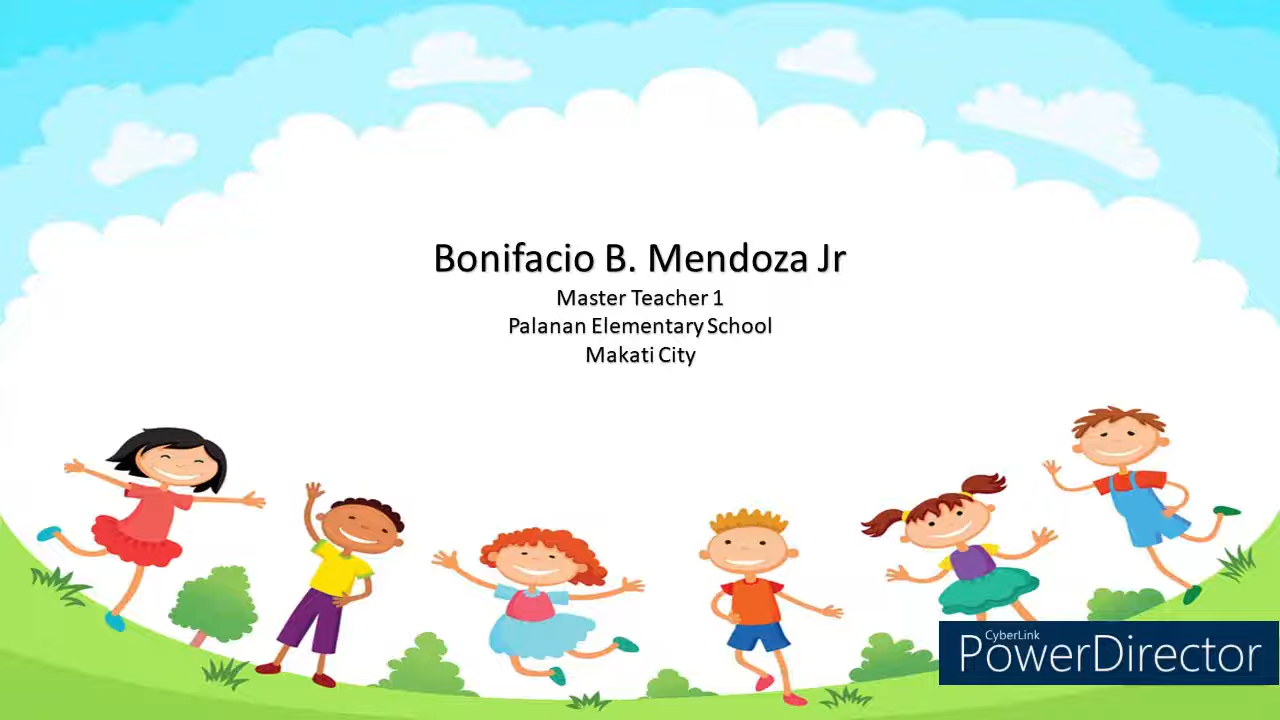 Bonifacio B. Mendoza Jr
Master Teacher 1
Palanan Elementary School
Makati City
CyberLink
PowerDirector